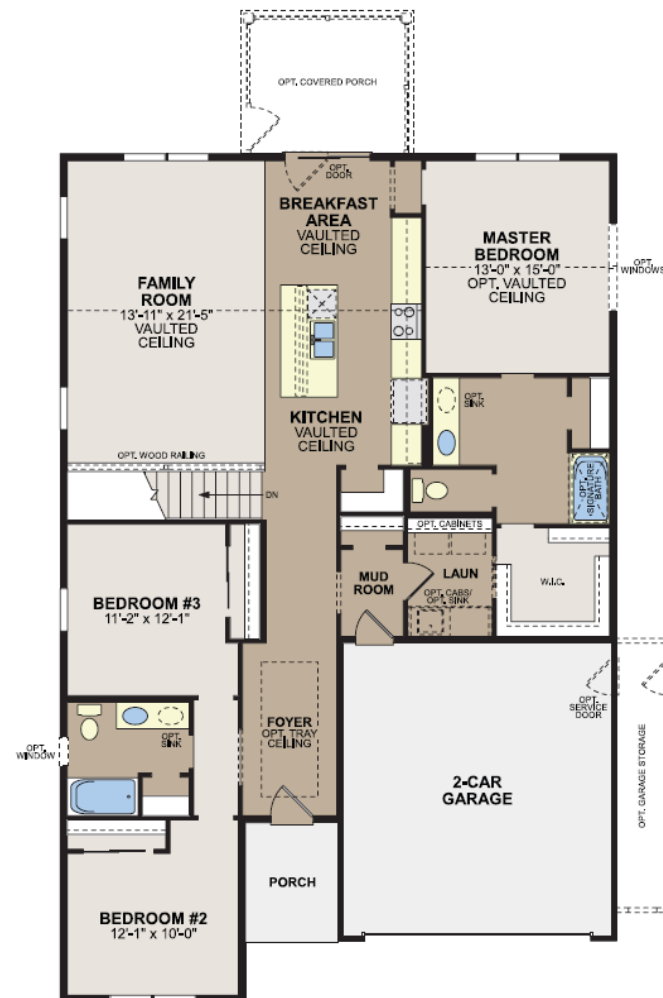 OPT. COVERED PORCH
OPT.
DOOR
BREAKFAST
AREA
VAULTED
CEILING
MASTER
BEDROOM
13'-0" x 15'-0"
OPT. VAULTED
CEILING
OPT.
WINDOWS
FAMILY
ROOM
13'-11" x 21'-5"
VAULTED
CEILING
KITCHEN
VAULTED
CEILING
OPT.
SINK
OPT. WOOD RAILING
DN
OPT.
SIGNATURE
BATH
OPT. CABINETS
MUD
ROOM
LAUN
OPT. CABS/
OPT. SINK
W.I.C.
BEDROOM #3
11'-2" x 12'-1"
OPT.
WINDOW
OPT.
SINK
FOYER
OPT. TRAY
CEILING
OPT.
SERVICE
DOOR
OPT. GARAGE STORAGE
2-CAR
GARAGE
PORCH
BEDROOM #2
12'-1" x 10'-0"